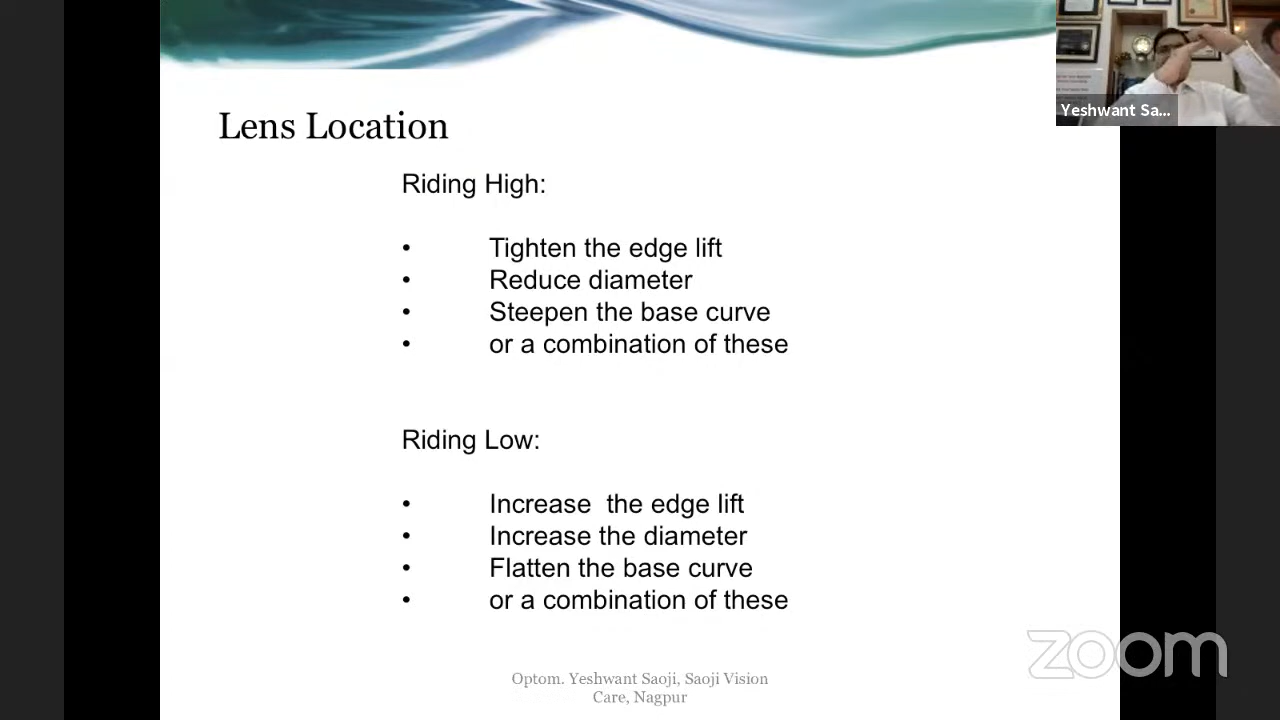 Lens Location
Riding High:
• Tighten the edge lift
• Reduce diameter
• Steepen the base curve
• or a combination of these
Riding Low:
• Increase  the edge lift
• Increase the diameter
• Flatten the base curve
• or a combination of these
Optom. Yeshwant Saoji, Saoji Vision
Care, Nagpur
Yeshwant Sa...
zoom